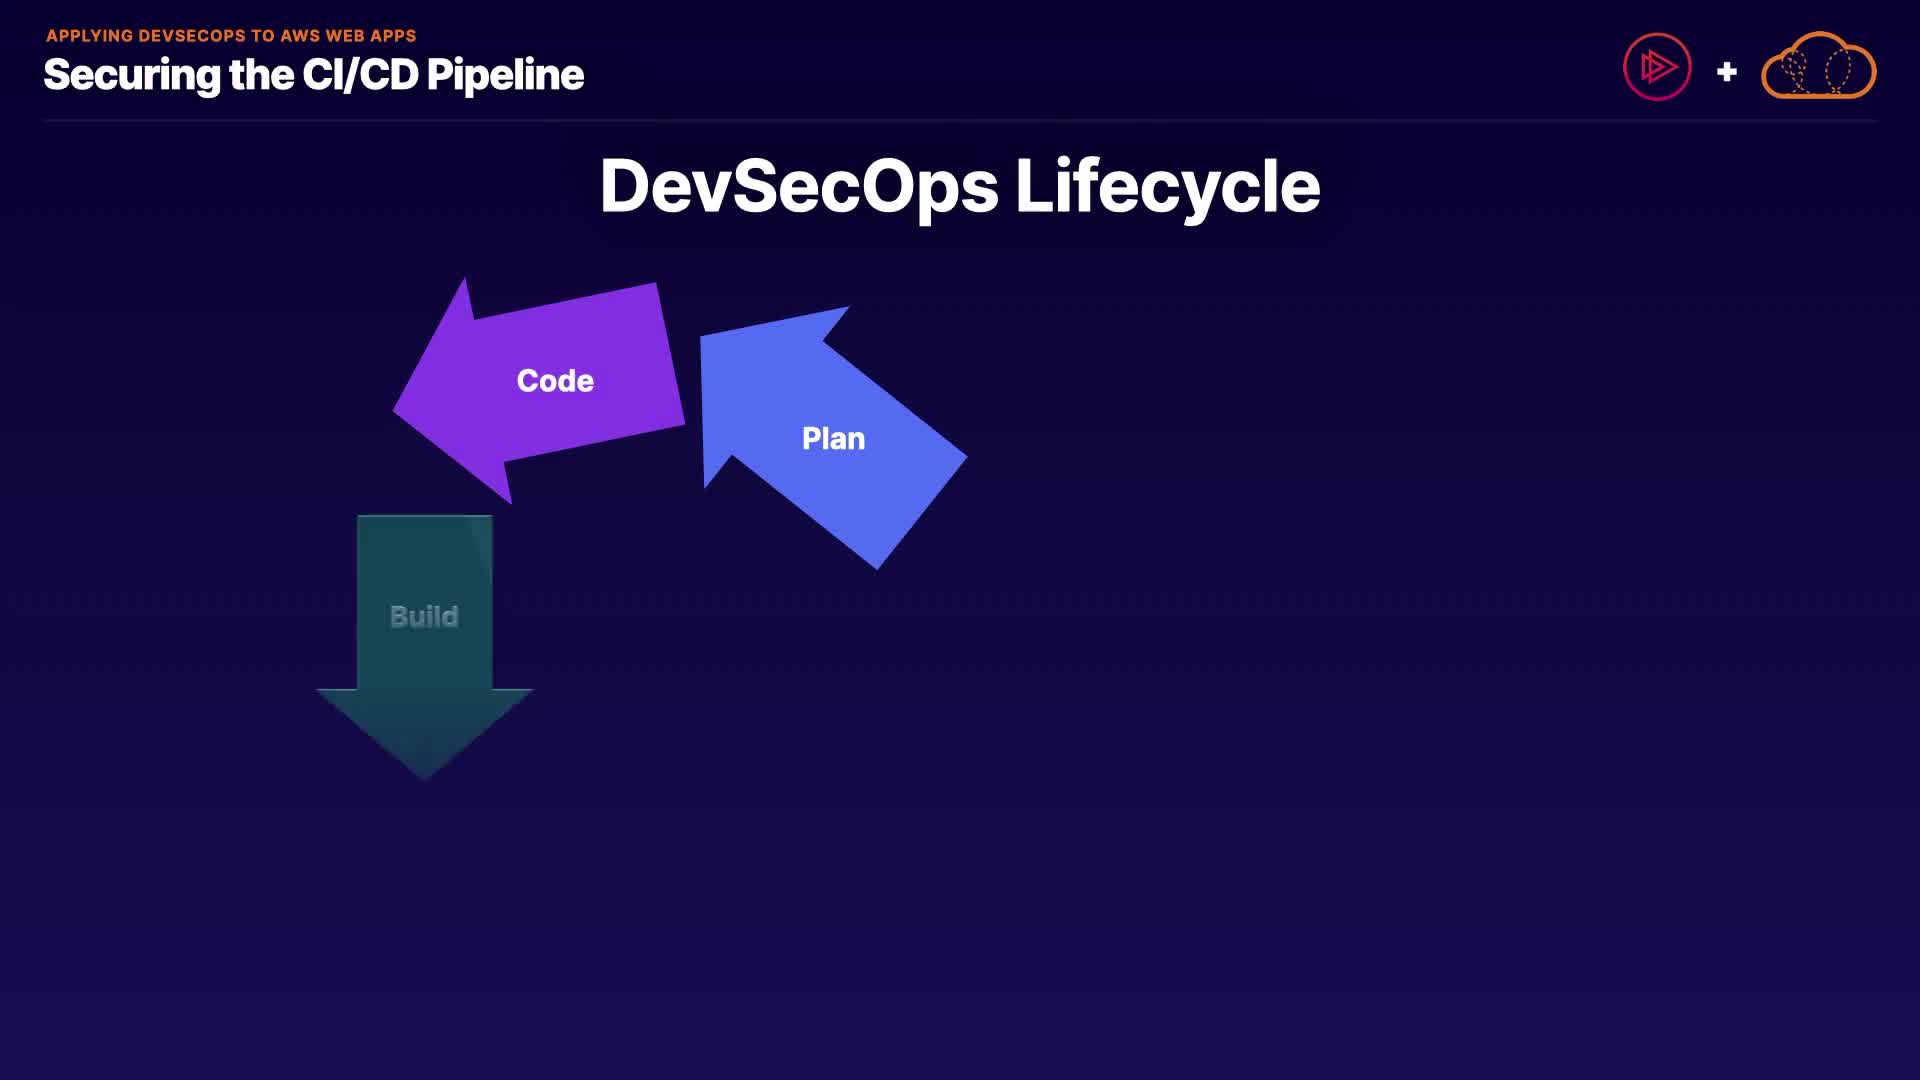 APPLYING DEVSECOPS TO AWS WEB APPS
Securing the CI/CD Pipeline
+
DevSecOps Lifecycle
Code
Plan
Build